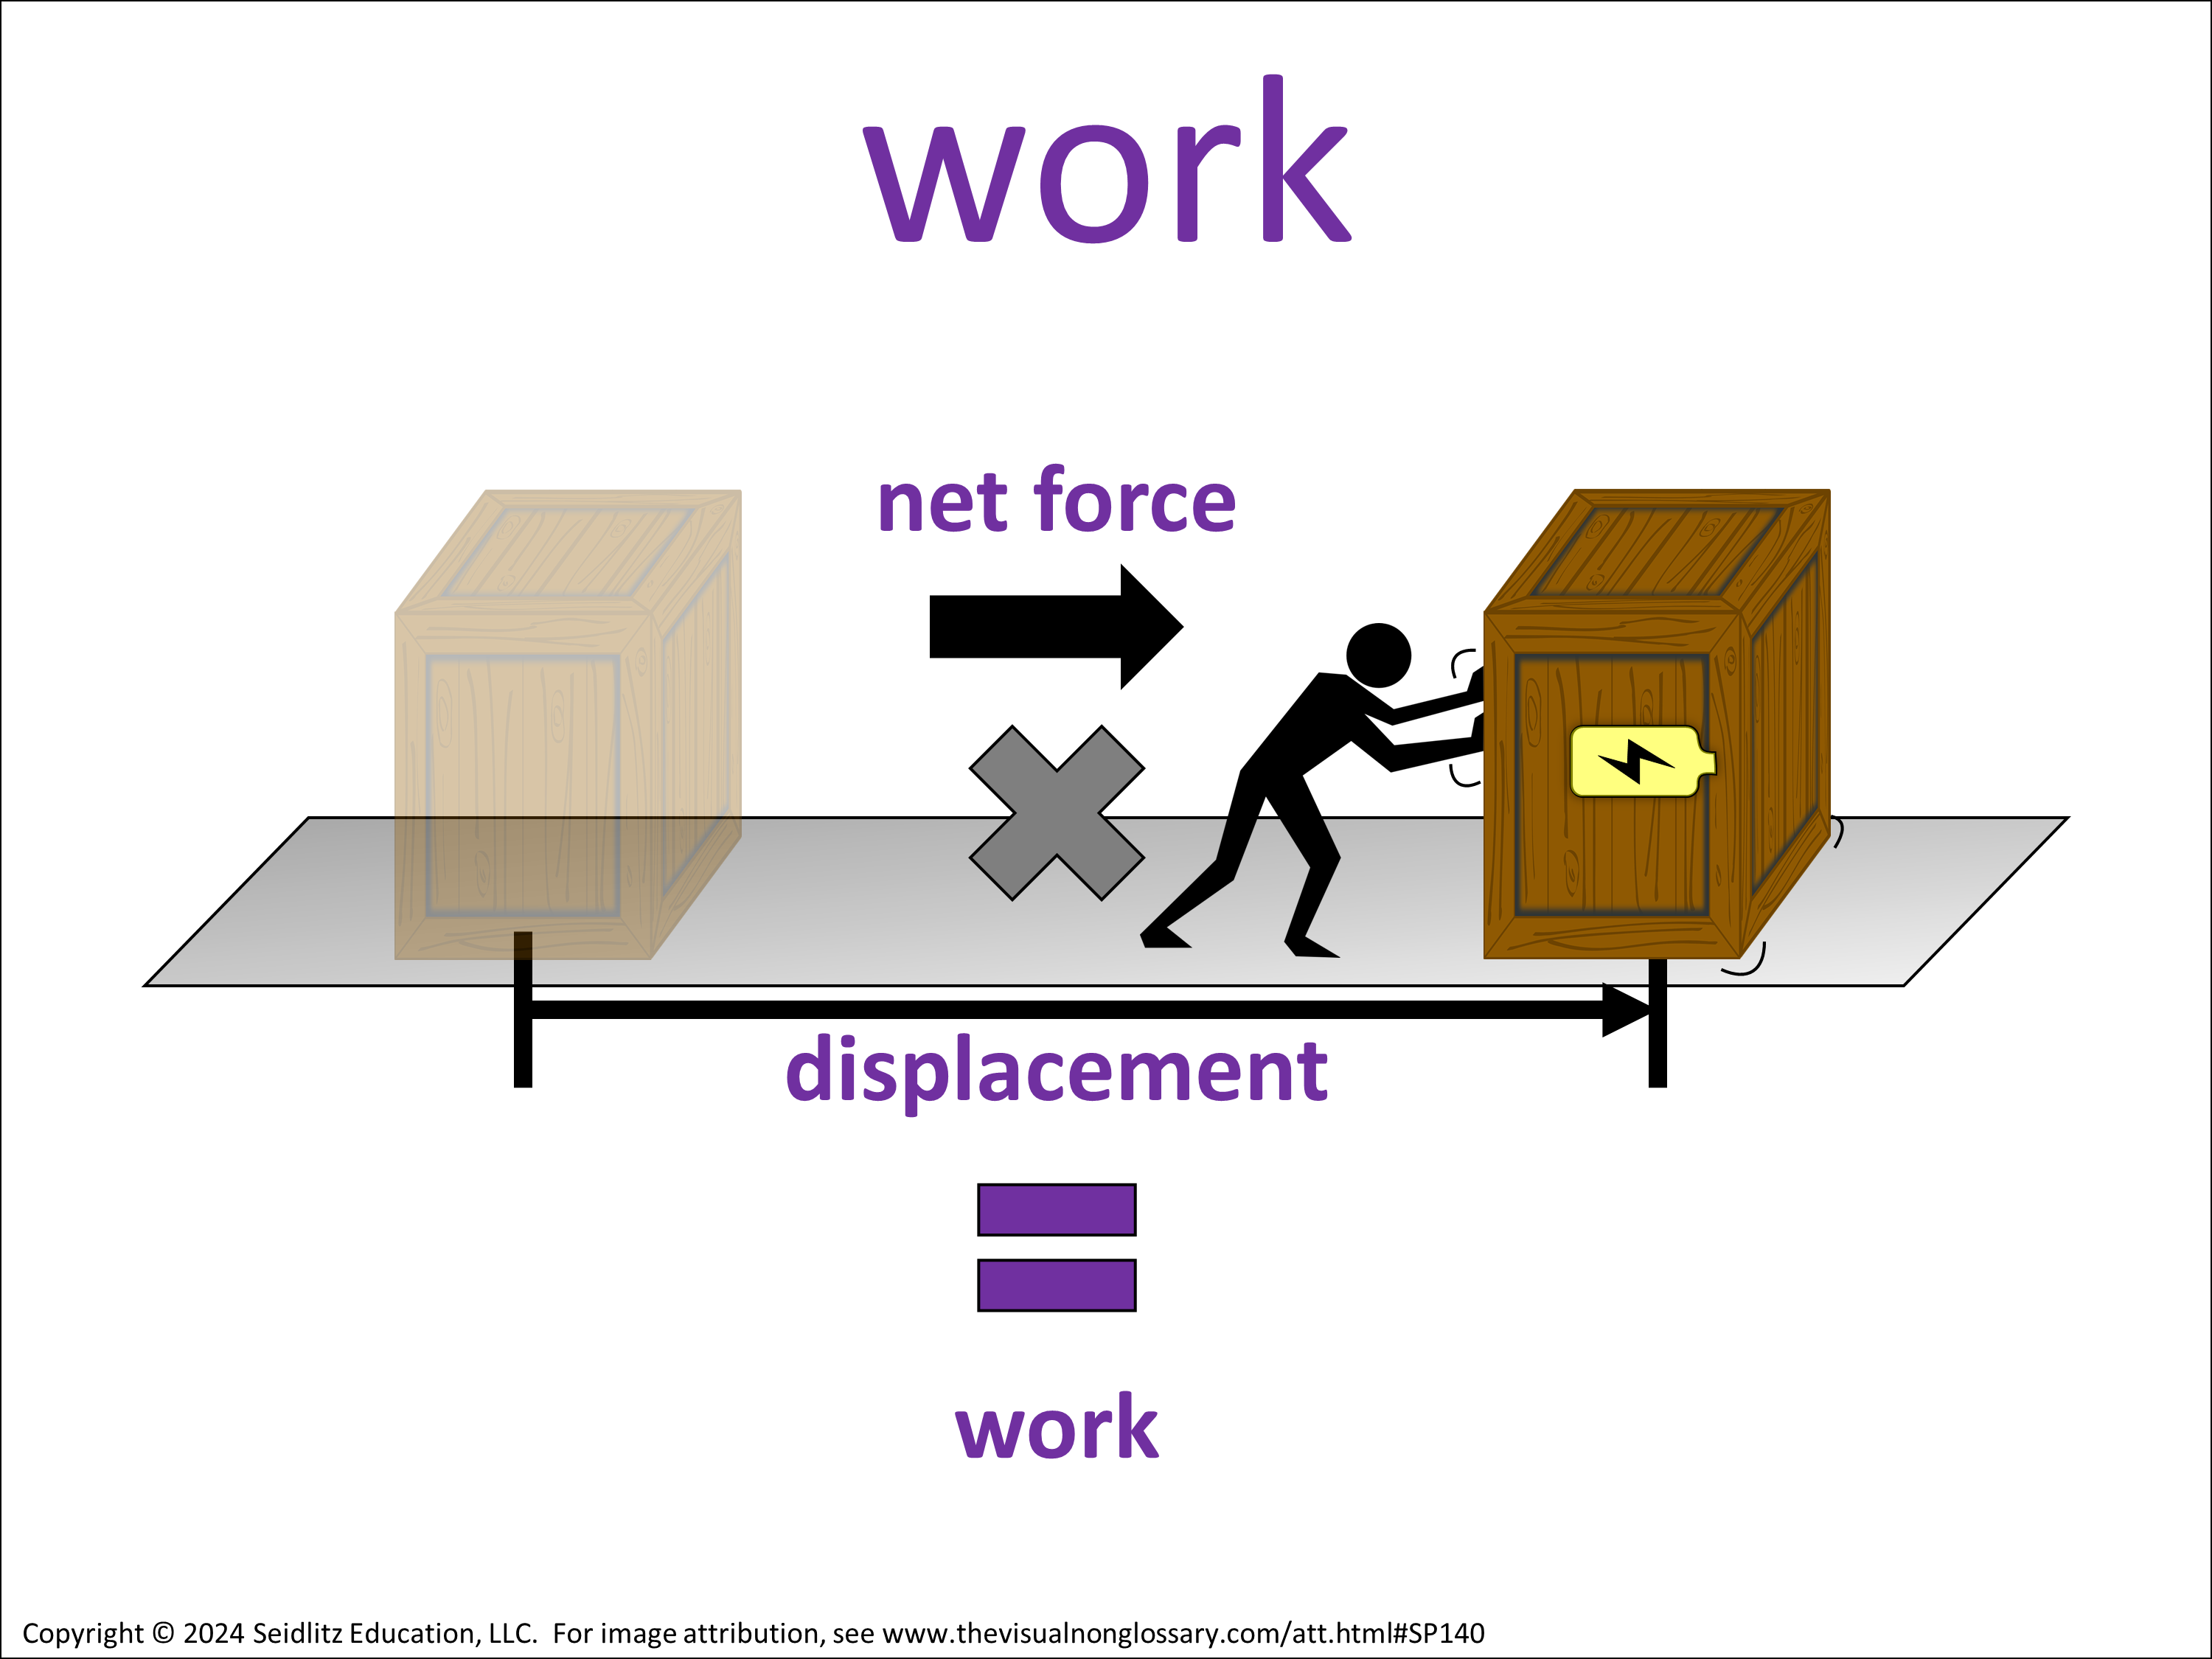 work
net force
displacement
work
Copyright © 2024 Seidlitz Education, LLC.  For image attribution, see www.thevisualnonglossary.com/att.html#SP140